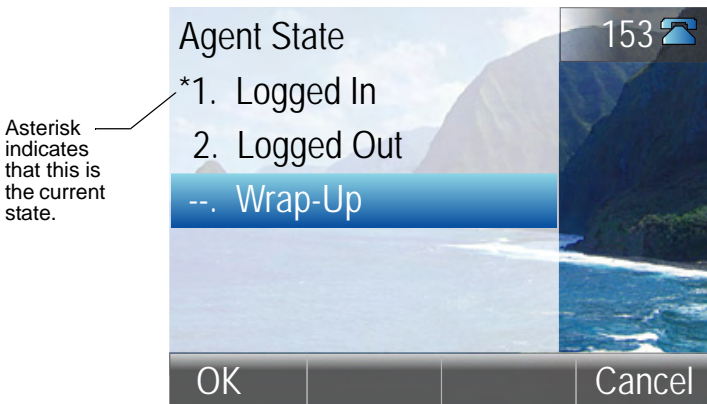 Agent State
153
*1. Logged In
2. Logged Out
--. Wrap-Up
Asterisk
indicates
that this is
the current
state.
OK
Cancel